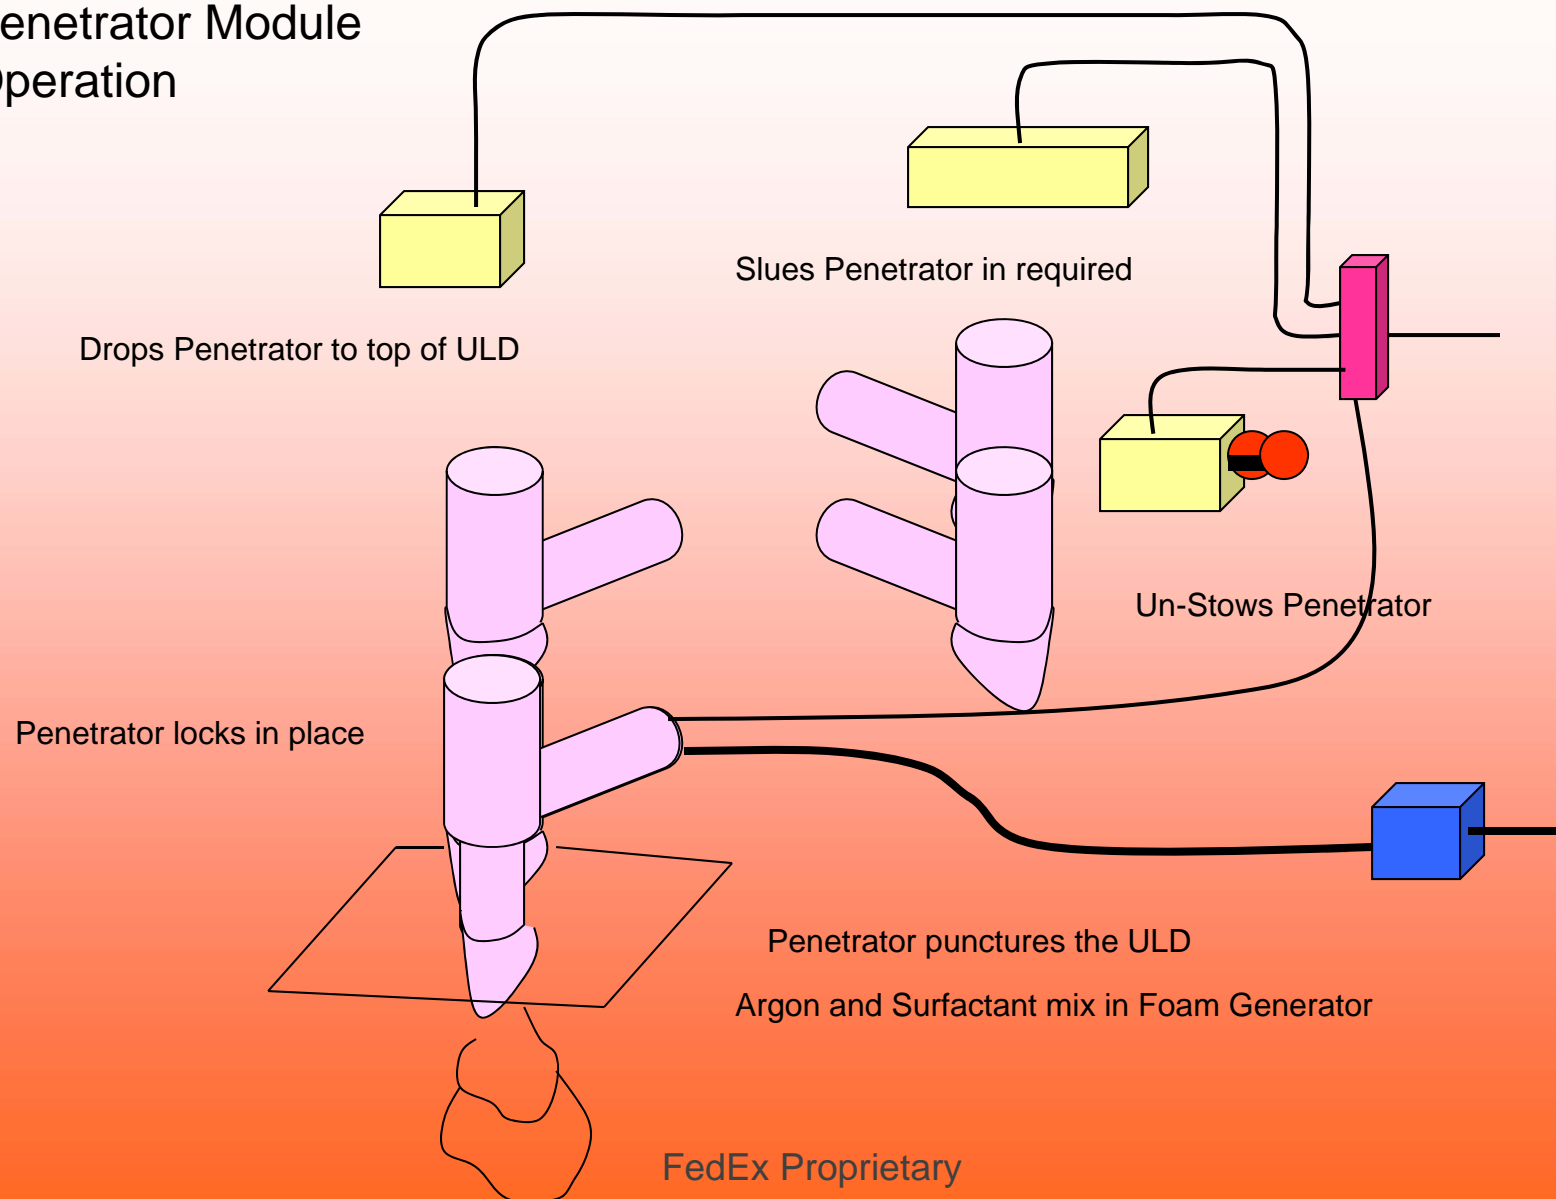 enetrator Module
Operation
Slues Penetrator in required
Drops Penetrator to top of ULD
Un-Stows Penetrator
Penetrator locks in place
Penetrator punctures the ULD
Argon and Surfactant mix in Foam Generator
FedEx Proprietary